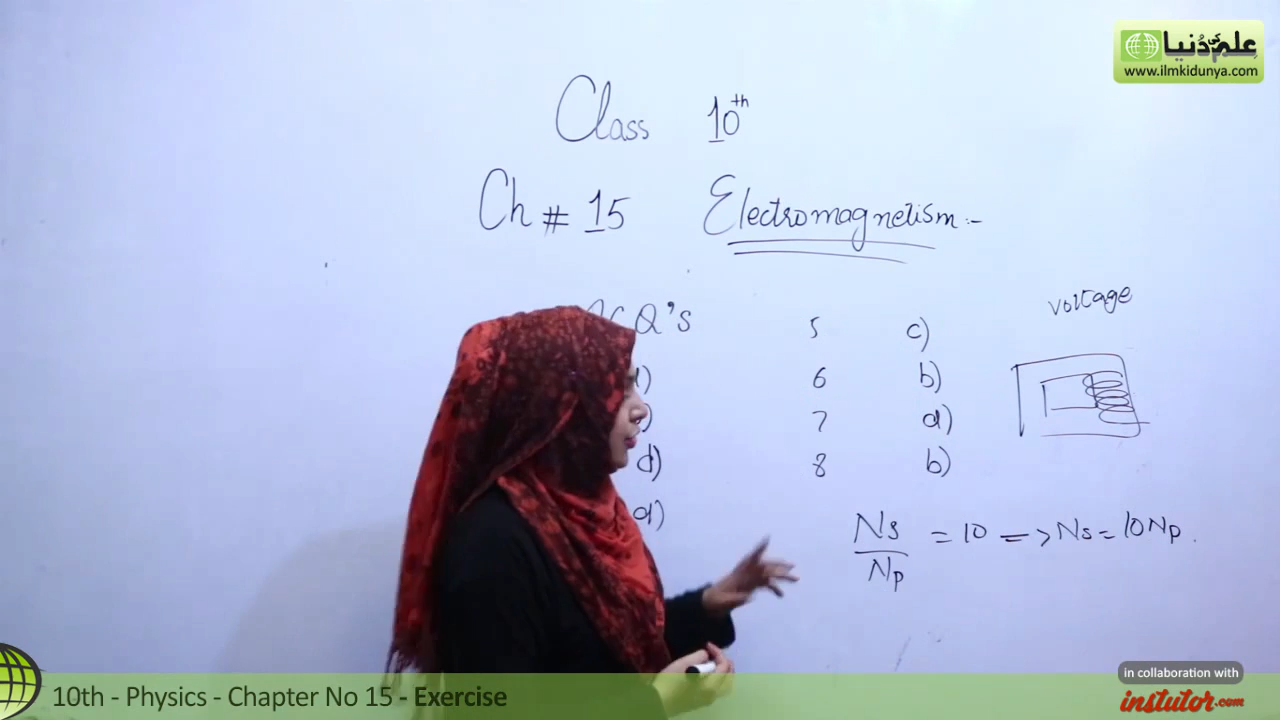 علم کی دُنیا
www.ilmkidunya.com
Class 10th
Ch # 15 Electromagnetism:-
Q's
voltage
5 c)
6 b)
7 a)
d) 8 b)
a)
Ns/Np = 10 => Ns = 10Np.
in collaboration with
instutor.com
10th - Physics - Chapter No 15 - Exercise